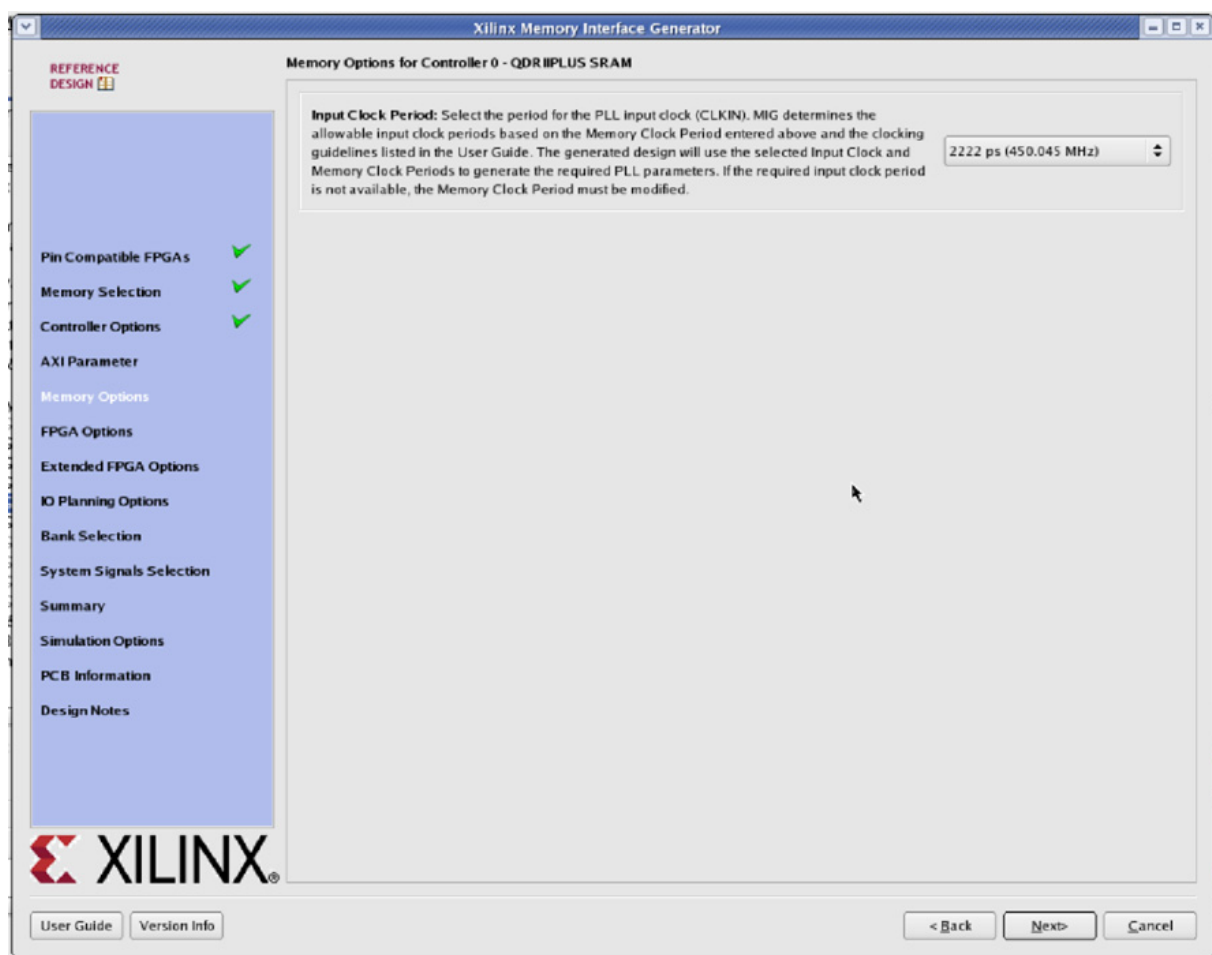 Xilinx Memory Interface Generator
REFERENCE
DESIGN
Memory Options for Controller 0 - QDRIIPLUS SRAM
Input Clock Period: Select the period for the PLL input clock (CLKIN). MIG determines the
allowable input clock periods based on the Memory Clock Period entered above and the clocking
guidelines listed in the User Guide. The generated design will use the selected Input Clock and
Memory Clock Periods to generate the required PLL parameters. If the required input clock period
is not available, the Memory Clock Period must be modified.
2222 ps (450.045 MHz)
Pin Compatible FPGAs
Memory Selection
Controller Options
AXI Parameter
Memory Options
FPGA Options
Extended FPGA Options
IO Planning Options
Bank Selection
System Signals Selection
Summary
Simulation Options
PCB Information
Design Notes
XILINX®
User Guide
Version Info
< Back
Next>
Cancel